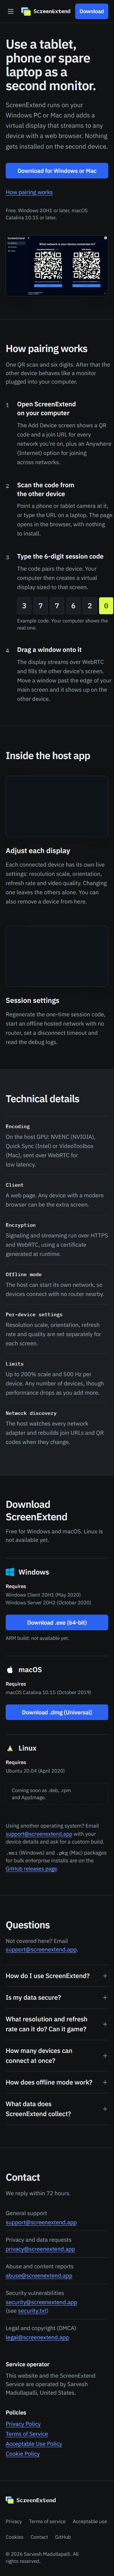 ScreenExtend
Download
Use a tablet,
phone or spare
laptop as a
second monitor.
ScreenExtend runs on your
Windows PC or Mac and adds a
virtual display that streams to any
device with a web browser. Nothing
gets installed on the second device.
Download for Windows or Mac
How pairing works
Free. Windows 20H1 or later, macOS
Catalina 10.15 or later.
How pairing works
One QR scan and six digits. After that the
other device behaves like a monitor
plugged into your computer.
1
Open ScreenExtend
on your computer
The Add Device screen shows a QR
code and a join URL for every
network you're on, plus an Anywhere
(Internet) option for joining
across networks.
2
Scan the code from
the other device
Point a phone or tablet camera at it,
or type the URL on a laptop. The page
opens in the browser, with nothing
to install.
3
Type the 6-digit session code
The code pairs the device. Your
computer then creates a virtual
display sized to that screen.
3 7 7 6 2 0
Example code. Your computer shows the
real one.
4
Drag a window onto it
The display streams over WebRTC
and fills the other device's screen.
Move a window past the edge of your
main screen and it shows up on
the other device.
Inside the host app
Adjust each display
Each connected device has its own live
settings: resolution scale, orientation,
refresh rate and video quality. Changing
one leaves the others alone. You can
also remove a device from here.
Session settings
Regenerate the one-time session code,
start an offline hosted network with no
router, set a disconnect timeout and
read the debug logs.
Technical details
Encoding
On the host GPU: NVENC (NVIDIA),
Quick Sync (Intel) or VideoToolbox
(Mac), sent over WebRTC for
low latency.
Client
A web page. Any device with a modern
browser can be the extra screen.
Encryption
Signaling and streaming run over HTTPS
and WebRTC, using a certificate
generated at runtime.
Offline mode
The host can start its own network, so
devices connect with no router nearby.
Per-device settings
Resolution scale, orientation, refresh
rate and quality are set separately for
each screen.
Limits
Up to 200% scale and 500 Hz per
device. Any number of devices, though
performance drops as you add more.
Network discovery
The host watches every network
adapter and rebuilds join URLs and QR
codes when they change.
Download
ScreenExtend
Free for Windows and macOS. Linux is
not available yet.
Windows
Requires
Windows Client 20H1 (May 2020)
Windows Server 20H2 (October 2020)
Download .exe (64-bit)
ARM build: not available yet.
macOS
Requires
macOS Catalina 10.15 (October 2019)
Download .dmg (Universal)
Linux
Requires
Ubuntu 20.04 (April 2020)
Coming soon as .deb, .rpm
and AppImage.
Using another operating system? Email
support@screenextend.app with your
device details and ask for a custom build.
.msi (Windows) and .pkg (Mac) packages
for bulk enterprise installs are on the
GitHub releases page.
Questions
Not covered here? Email
support@screenextend.app.
How do I use ScreenExtend?
Is my data secure?
What resolution and refresh
rate can it do? Can it game?
How many devices can
connect at once?
How does offline mode work?
What data does
ScreenExtend collect?
Contact
We reply within 72 hours.
General support
support@screenextend.app
Privacy and data requests
privacy@screenextend.app
Abuse and content reports
abuse@screenextend.app
Security vulnerabilities
security@screenextend.app
(see security.txt)
Legal and copyright (DMCA)
legal@screenextend.app
Service operator
This website and the ScreenExtend
Service are operated by Sarvesh
Madullapalli, United States.
Policies
Privacy Policy
Terms of Service
Acceptable Use Policy
Cookie Policy
ScreenExtend
Privacy Terms of service Acceptable use
Cookies Contact GitHub
© 2026 Sarvesh Madullapalli. All
rights reserved.